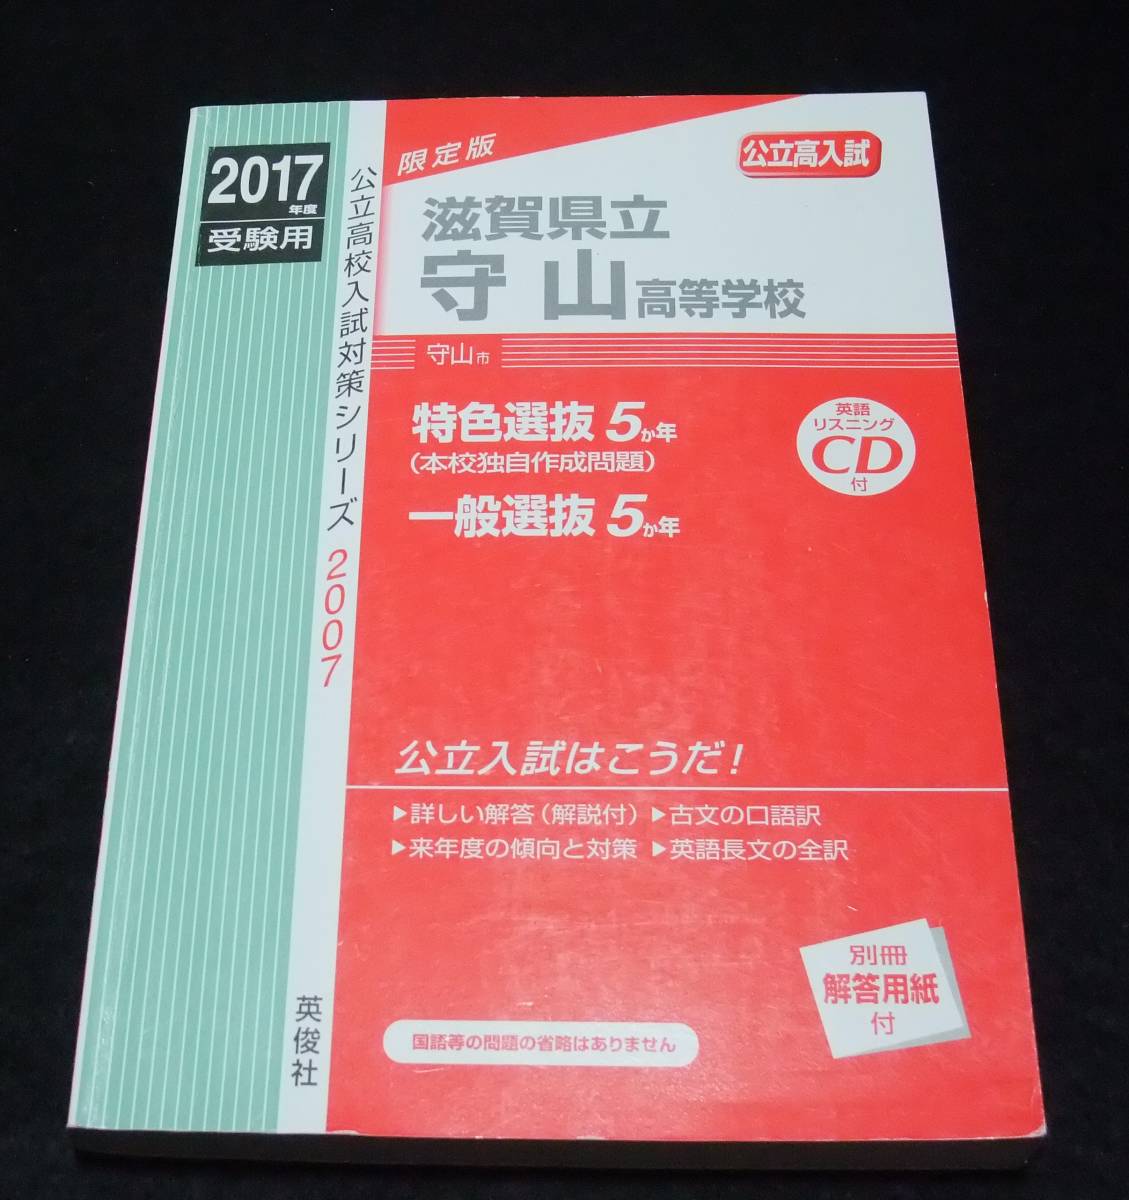 2017
年度
受験用
公立高校入試対策シリーズ 2007
英俊社
限定版
公立高入試
滋賀県立
守山高等学校
守山市
特色選抜 5か年
（本校独自作成問題）
一般選抜 5か年
英語
リスニング
CD
付
公立入試はこうだ！
▶詳しい解答（解説付） ▶古文の口語訳
▶来年度の傾向と対策 ▶英語長文の全訳
別冊
解答用紙
付
国語等の問題の省略はありません